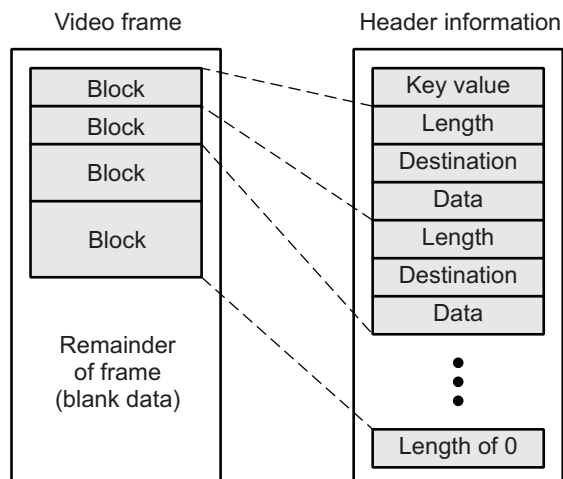 Video frame
Block
Block
Block
Block
Remainder
of frame
(blank data)
Header information
Key value
Length
Destination
Data
Length
Destination
Data
Length of 0